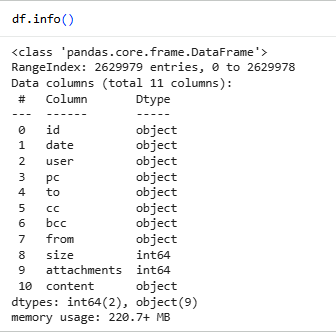 df.info()
<class 'pandas.core.frame.DataFrame'>
RangeIndex: 2629979 entries, 0 to 2629978
Data columns (total 11 columns):
 #   Column       Dtype
---  ------       -----
 0   id           object
 1   date         object
 2   user         object
 3   pc           object
 4   to           object
 5   cc           object
 6   bcc          object
 7   from         object
 8   size         int64
 9   attachments  int64
 10  content      object
dtypes: int64(2), object(9)
memory usage: 220.7+ MB